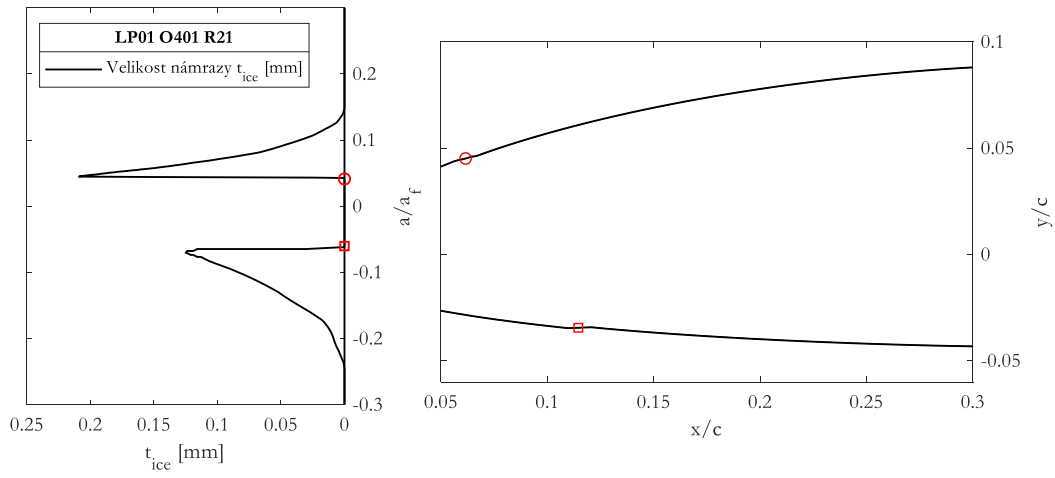 LP01 O401 R21
Velikost námrazy t_ice [mm]
0.2
0.1
0
-0.1
-0.2
-0.3
a/a_f
0.25 0.2 0.15 0.1 0.05 0
t_ice [mm]
0.1
0.05
0
-0.05
y/c
0.05 0.1 0.15 0.2 0.25 0.3
x/c